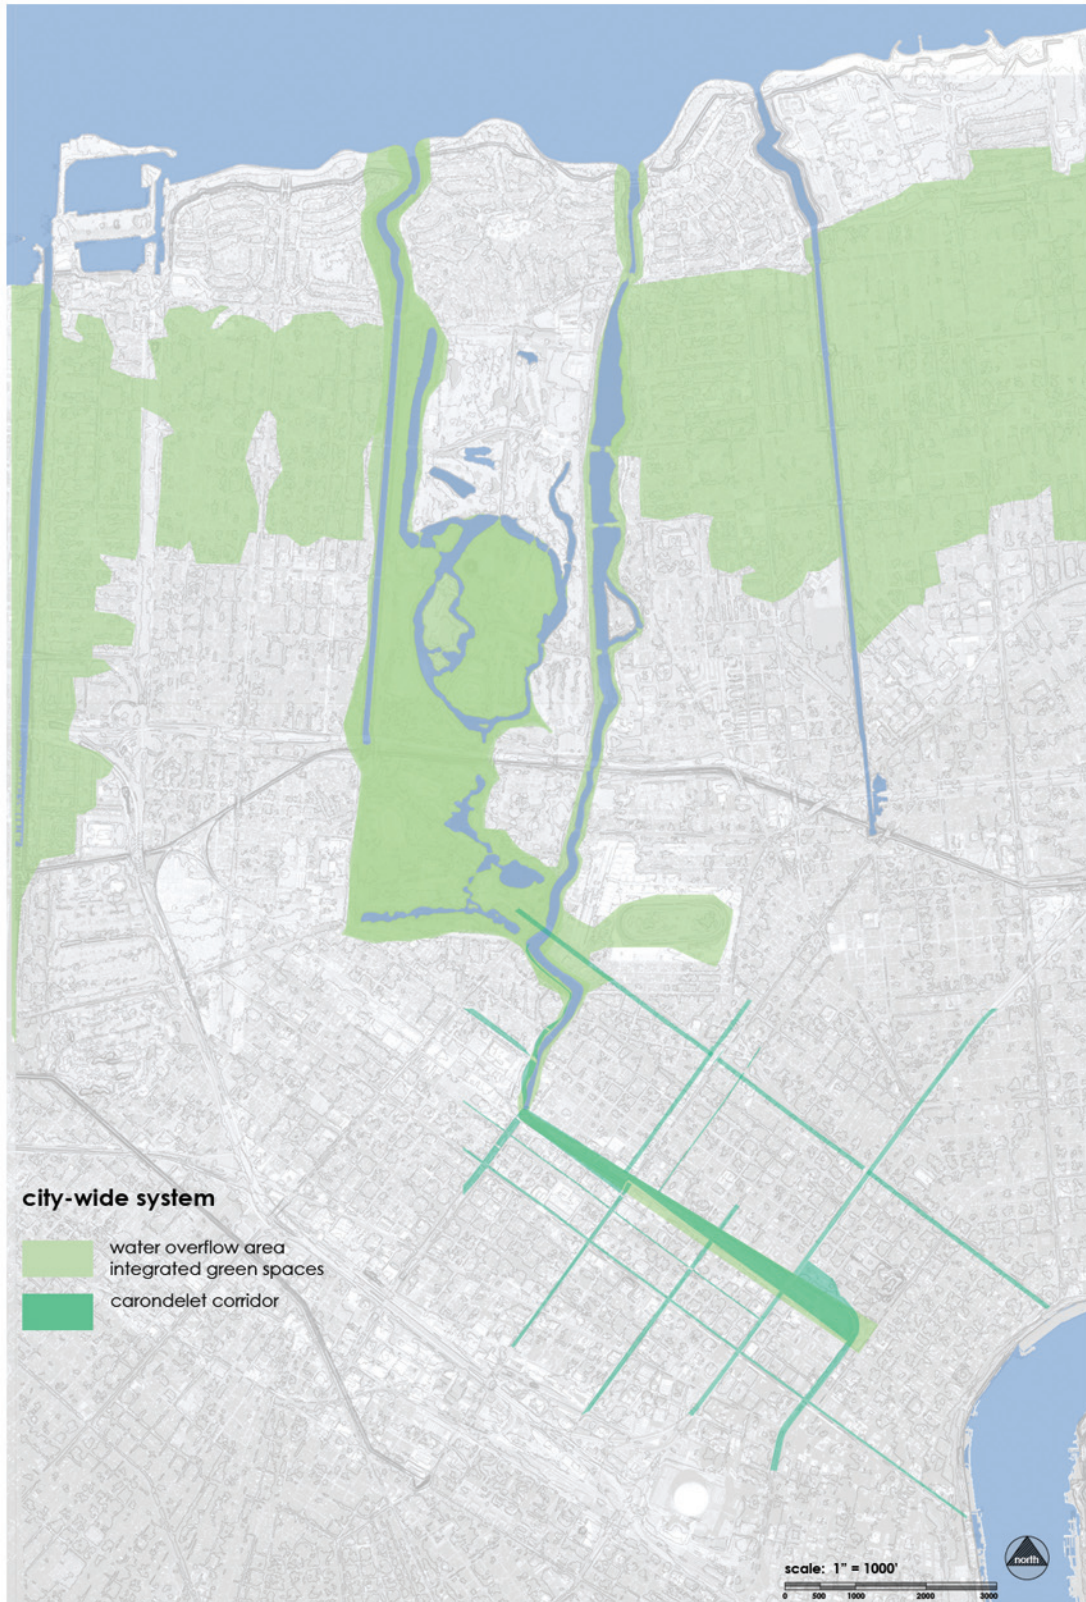 city-wide system
water overflow area
integrated green spaces
carondelet corridor
scale: 1" = 1000'
0 500 1000 2000 3000
north